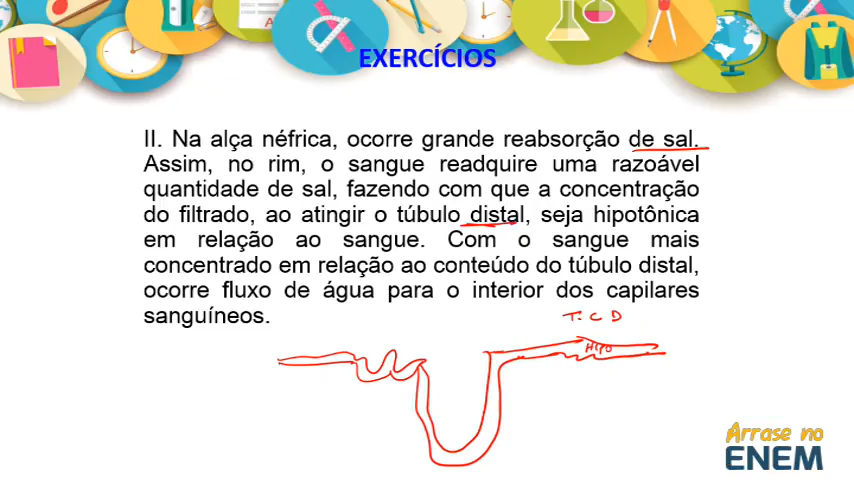 EXERCÍCIOS
II. Na alça néfrica, ocorre grande reabsorção de sal.
Assim, no rim, o sangue readquire uma razoável
quantidade de sal, fazendo com que a concentração
do filtrado, ao atingir o túbulo distal, seja hipotônica
em relação ao sangue. Com o sangue mais
concentrado em relação ao conteúdo do túbulo distal,
ocorre fluxo de água para o interior dos capilares
sanguíneos.
T. C D
HIPO
Arrase no
ENEM